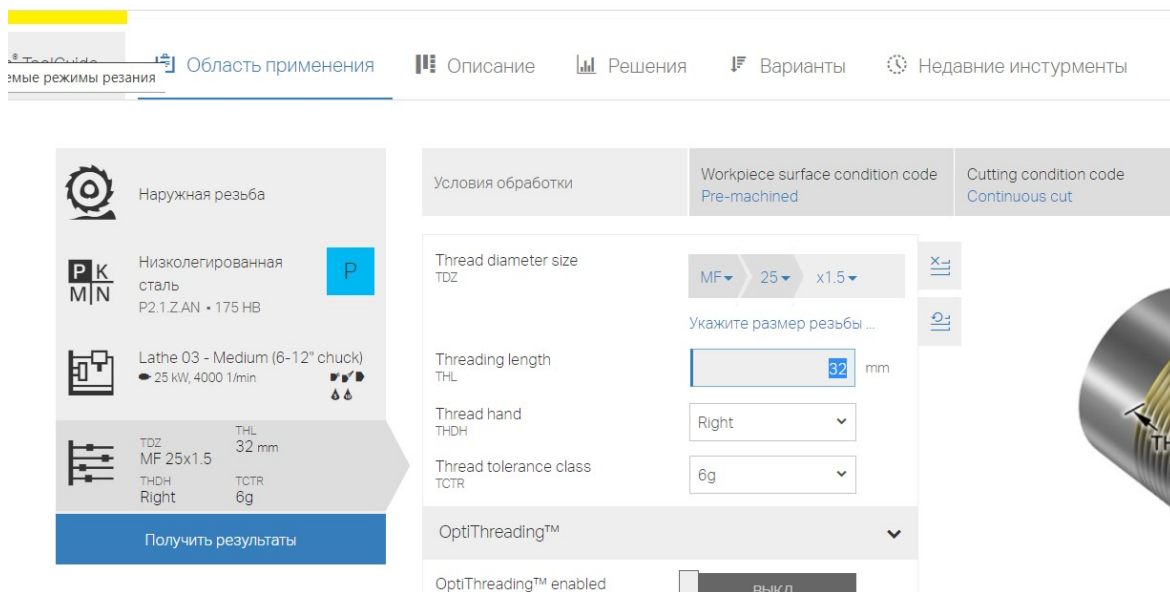 ® ToolGuide
емые режимы резания
Область применения
Описание
Решения
Варианты
Недавние инстурменты
Наружная резьба
P K
M N
Низколегированная
сталь
P2.1.Z.AN • 175 HB
P
Lathe 03 - Medium (6-12" chuck)
25 kW, 4000 1/min
TDZ
MF 25x1.5
THL
32 mm
THDH
Right
TCTR
6g
Получить результаты
Условия обработки
Workpiece surface condition code
Pre-machined
Cutting condition code
Continuous cut
Thread diameter size
TDZ
MF
25
x1.5
Укажите размер резьбы ...
Threading length
THL
32 mm
Thread hand
THDH
Right
Thread tolerance class
TCTR
6g
OptiThreading™
OptiThreading™ enabled
ВЫКЛ
TH